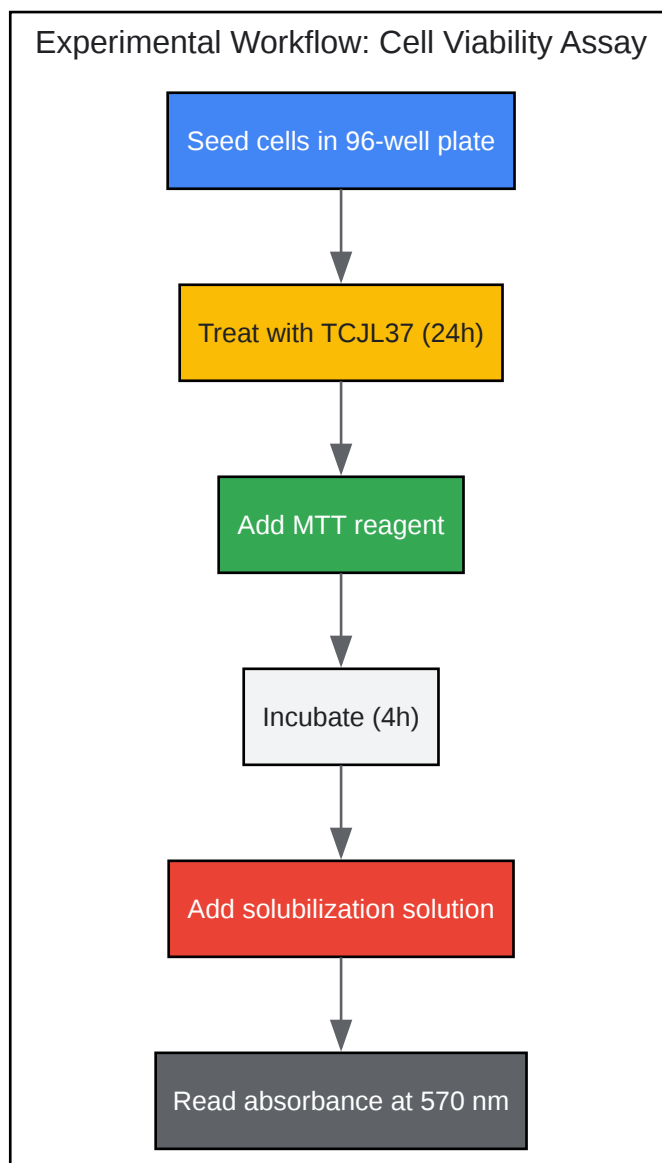 Experimental Workflow: Cell Viability Assay
Seed cells in 96-well plate
Treat with TCJL37 (24h)
Add MTT reagent
Incubate (4h)
Add solubilization solution
Read absorbance at 570 nm